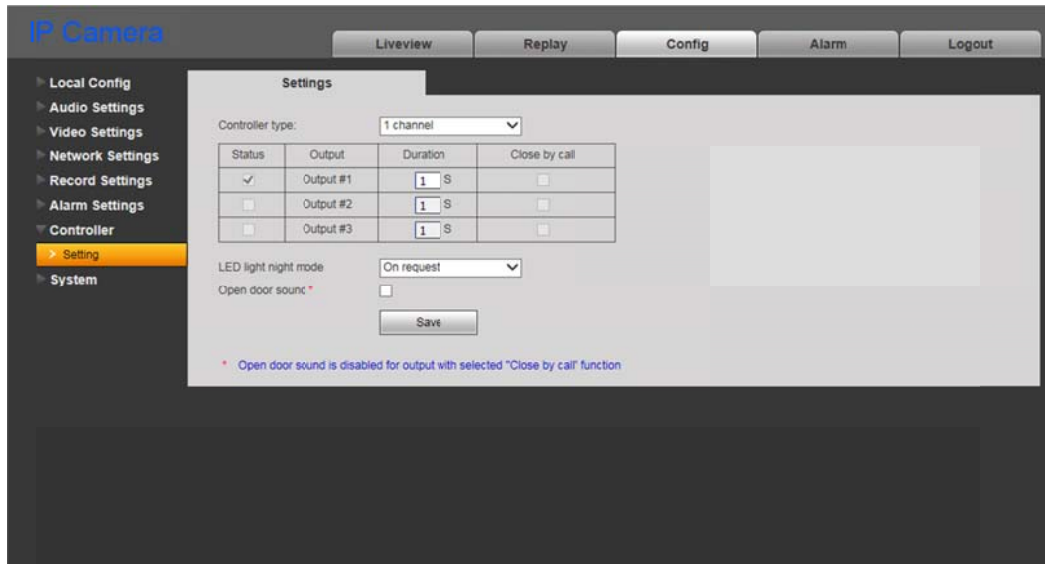 IP Camera
Liveview Replay Config Alarm Logout
Local Config
Audio Settings
Video Settings
Network Settings
Record Settings
Alarm Settings
Controller
> Setting
System
Settings
Controller type: 1 channel
Status Output Duration Close by call
Output #1 1 S
Output #2 1 S
Output #3 1 S
LED light night mode On request
Open door sound *
Save
* Open door sound is disabled for output with selected "Close by call" function